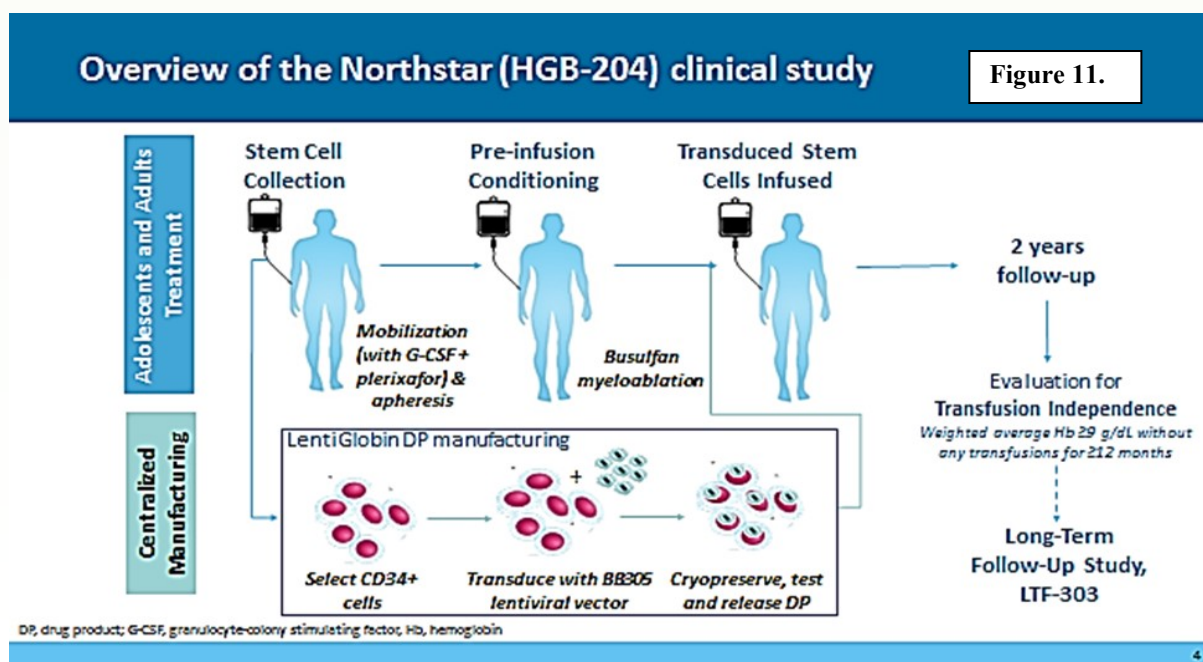 Overview of the Northstar (HGB-204) clinical study
Figure 11.
Adolescents and Adults
Treatment
Stem Cell
Collection
Pre-infusion
Conditioning
Transduced Stem
Cells Infused
2 years
follow-up
Mobilization
(with G-CSF +
plerixafor) &
apheresis
Busulfan
myeloablation
Evaluation for
Transfusion Independence
Weighted average Hb ≥9 g/dL without
any transfusions for ≥12 months
Long-Term
Follow-Up Study,
LTF-303
Centralized
Manufacturing
LentiGlobin DP manufacturing
+
Select CD34+
cells
Transduce with BB305
lentiviral vector
Cryopreserve, test
and release DP
DP, drug product; G-CSF, granulocyte-colony stimulating factor, Hb, hemoglobin
4